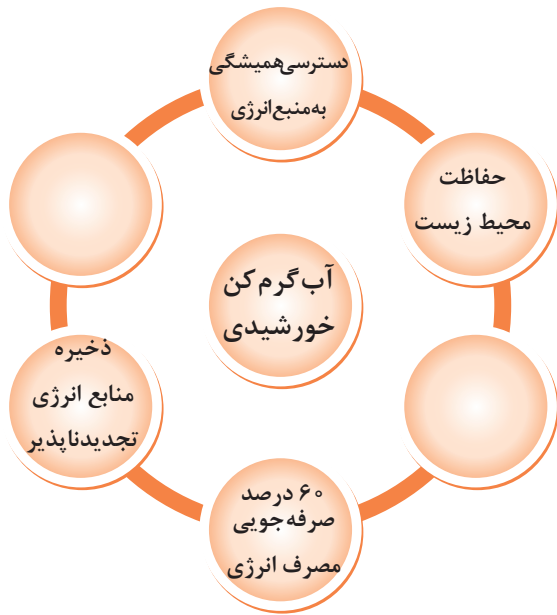 دسترسی‌همیشگی
به‌منبع‌انرژی
حفاظت
محیط زیست
آب گرم کن
خورشیدی
ذخیره
منابع انرژی
تجدیدناپذیر
۶۰ درصد
صرفه‌جویی
مصرف انرژی